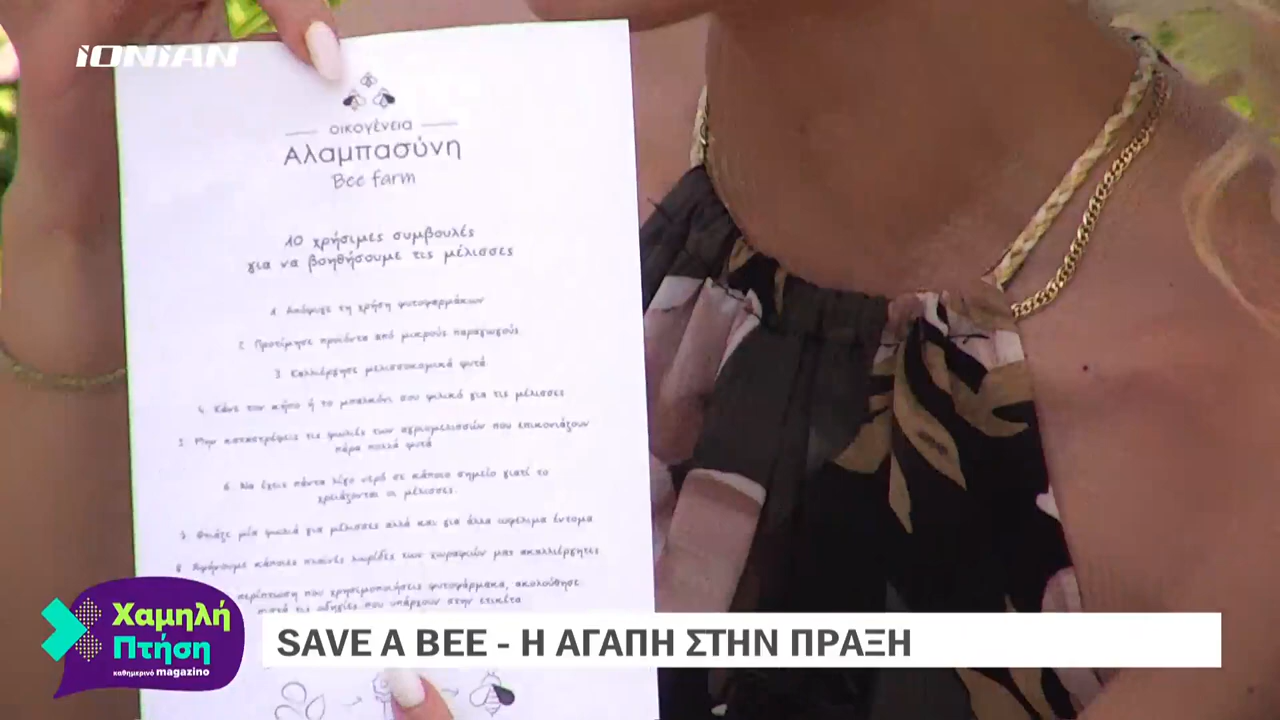 IONIAN
οικογένεια
Αλαμπασύνη
Bee farm
10 χρήσιμες συμβουλές
για να βοηθήσουμε τις μέλισσες
1. Απόφυγε τη χρήση φυτοφαρμάκων
2. Προτίμησε προϊόντα από μικρούς παραγωγούς
3. Καλλιέργησε μελισσοκομικά φυτά
4. Κάνε τον κήπο ή το μπαλκόνι σου φιλικό για τις μέλισσες
5. Μην καταστρέφεις τις φωλιές των αγριομελισσών που επικονιάζουν
πάρα πολλά φυτά
6. Να έχεις πάντα λίγο νερό σε κάποιο σημείο γιατί το
χρειάζονται οι μέλισσες.
7. Φτιάξε μία φωλιά για μέλισσες αλλά και για άλλα ωφέλιμα έντομα
8. Αφήνουμε κάποιες πλαϊνές λωρίδες των χωραφιών μας ακαλλιέργητες
περίπτωση που χρησιμοποιήσεις φυτοφάρμακα, ακολούθησε
πιστά τις οδηγίες που υπάρχουν στην ετικέτα
Χαμηλή
Πτήση
καθημερινό magazino
SAVE A BEE - Η ΑΓΑΠΗ ΣΤΗΝ ΠΡΑΞΗ